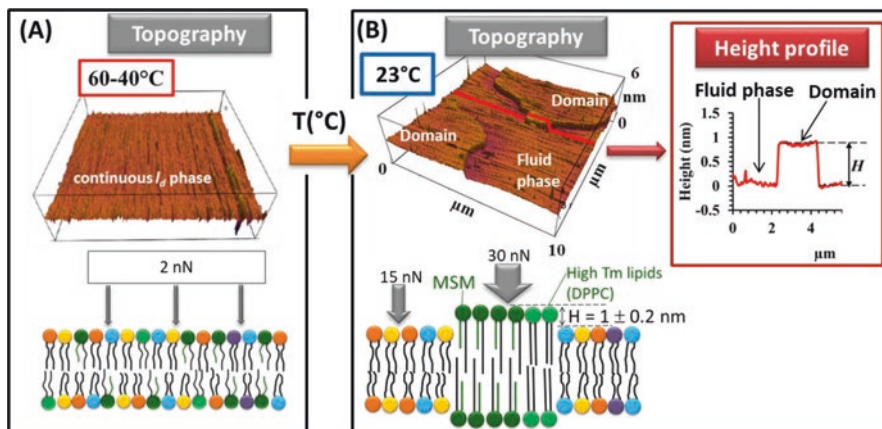 (A)
Topography
60-40°C
continuous ld phase
2 nN
T(°C)
(B)
Topography
23°C
6
nm
0
Domain
Domain
Fluid
phase
0
µm
µm
10
15 nN
30 nN
MSM
High Tm lipids
(DPPC)
H = 1 ± 0.2 nm
Height profile
Fluid phase
Domain
Height (nm)
1.5
1
0.5
0
-0.5
H
0 2 4
µm